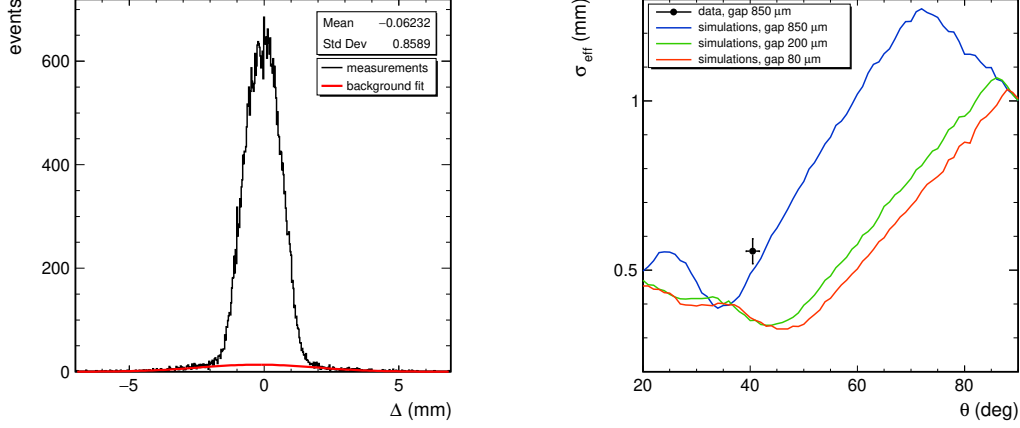 events
Mean −0.06232
Std Dev 0.8589
measurements
background fit
600
400
200
0
−5 0 5
Δ (mm)
σ eff (mm)
data, gap 850 μm
simulations, gap 850 μm
simulations, gap 200 μm
simulations, gap 80 μm
1
0.5
20 40 60 80
θ (deg)